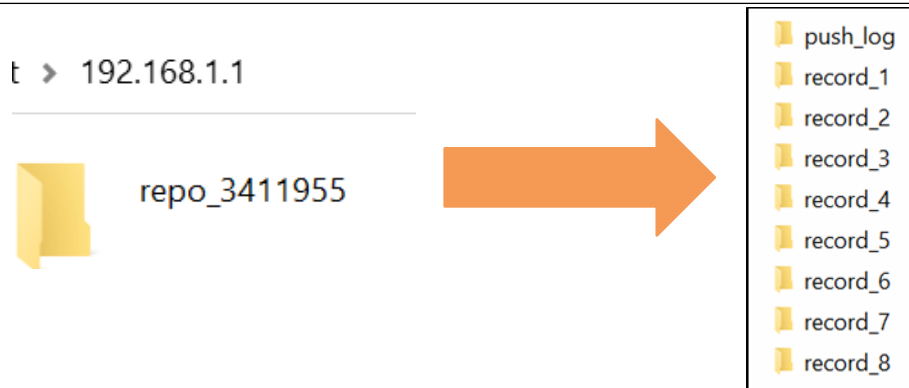 t > 192.168.1.1
repo_3411955
push_log
record_1
record_2
record_3
record_4
record_5
record_6
record_7
record_8